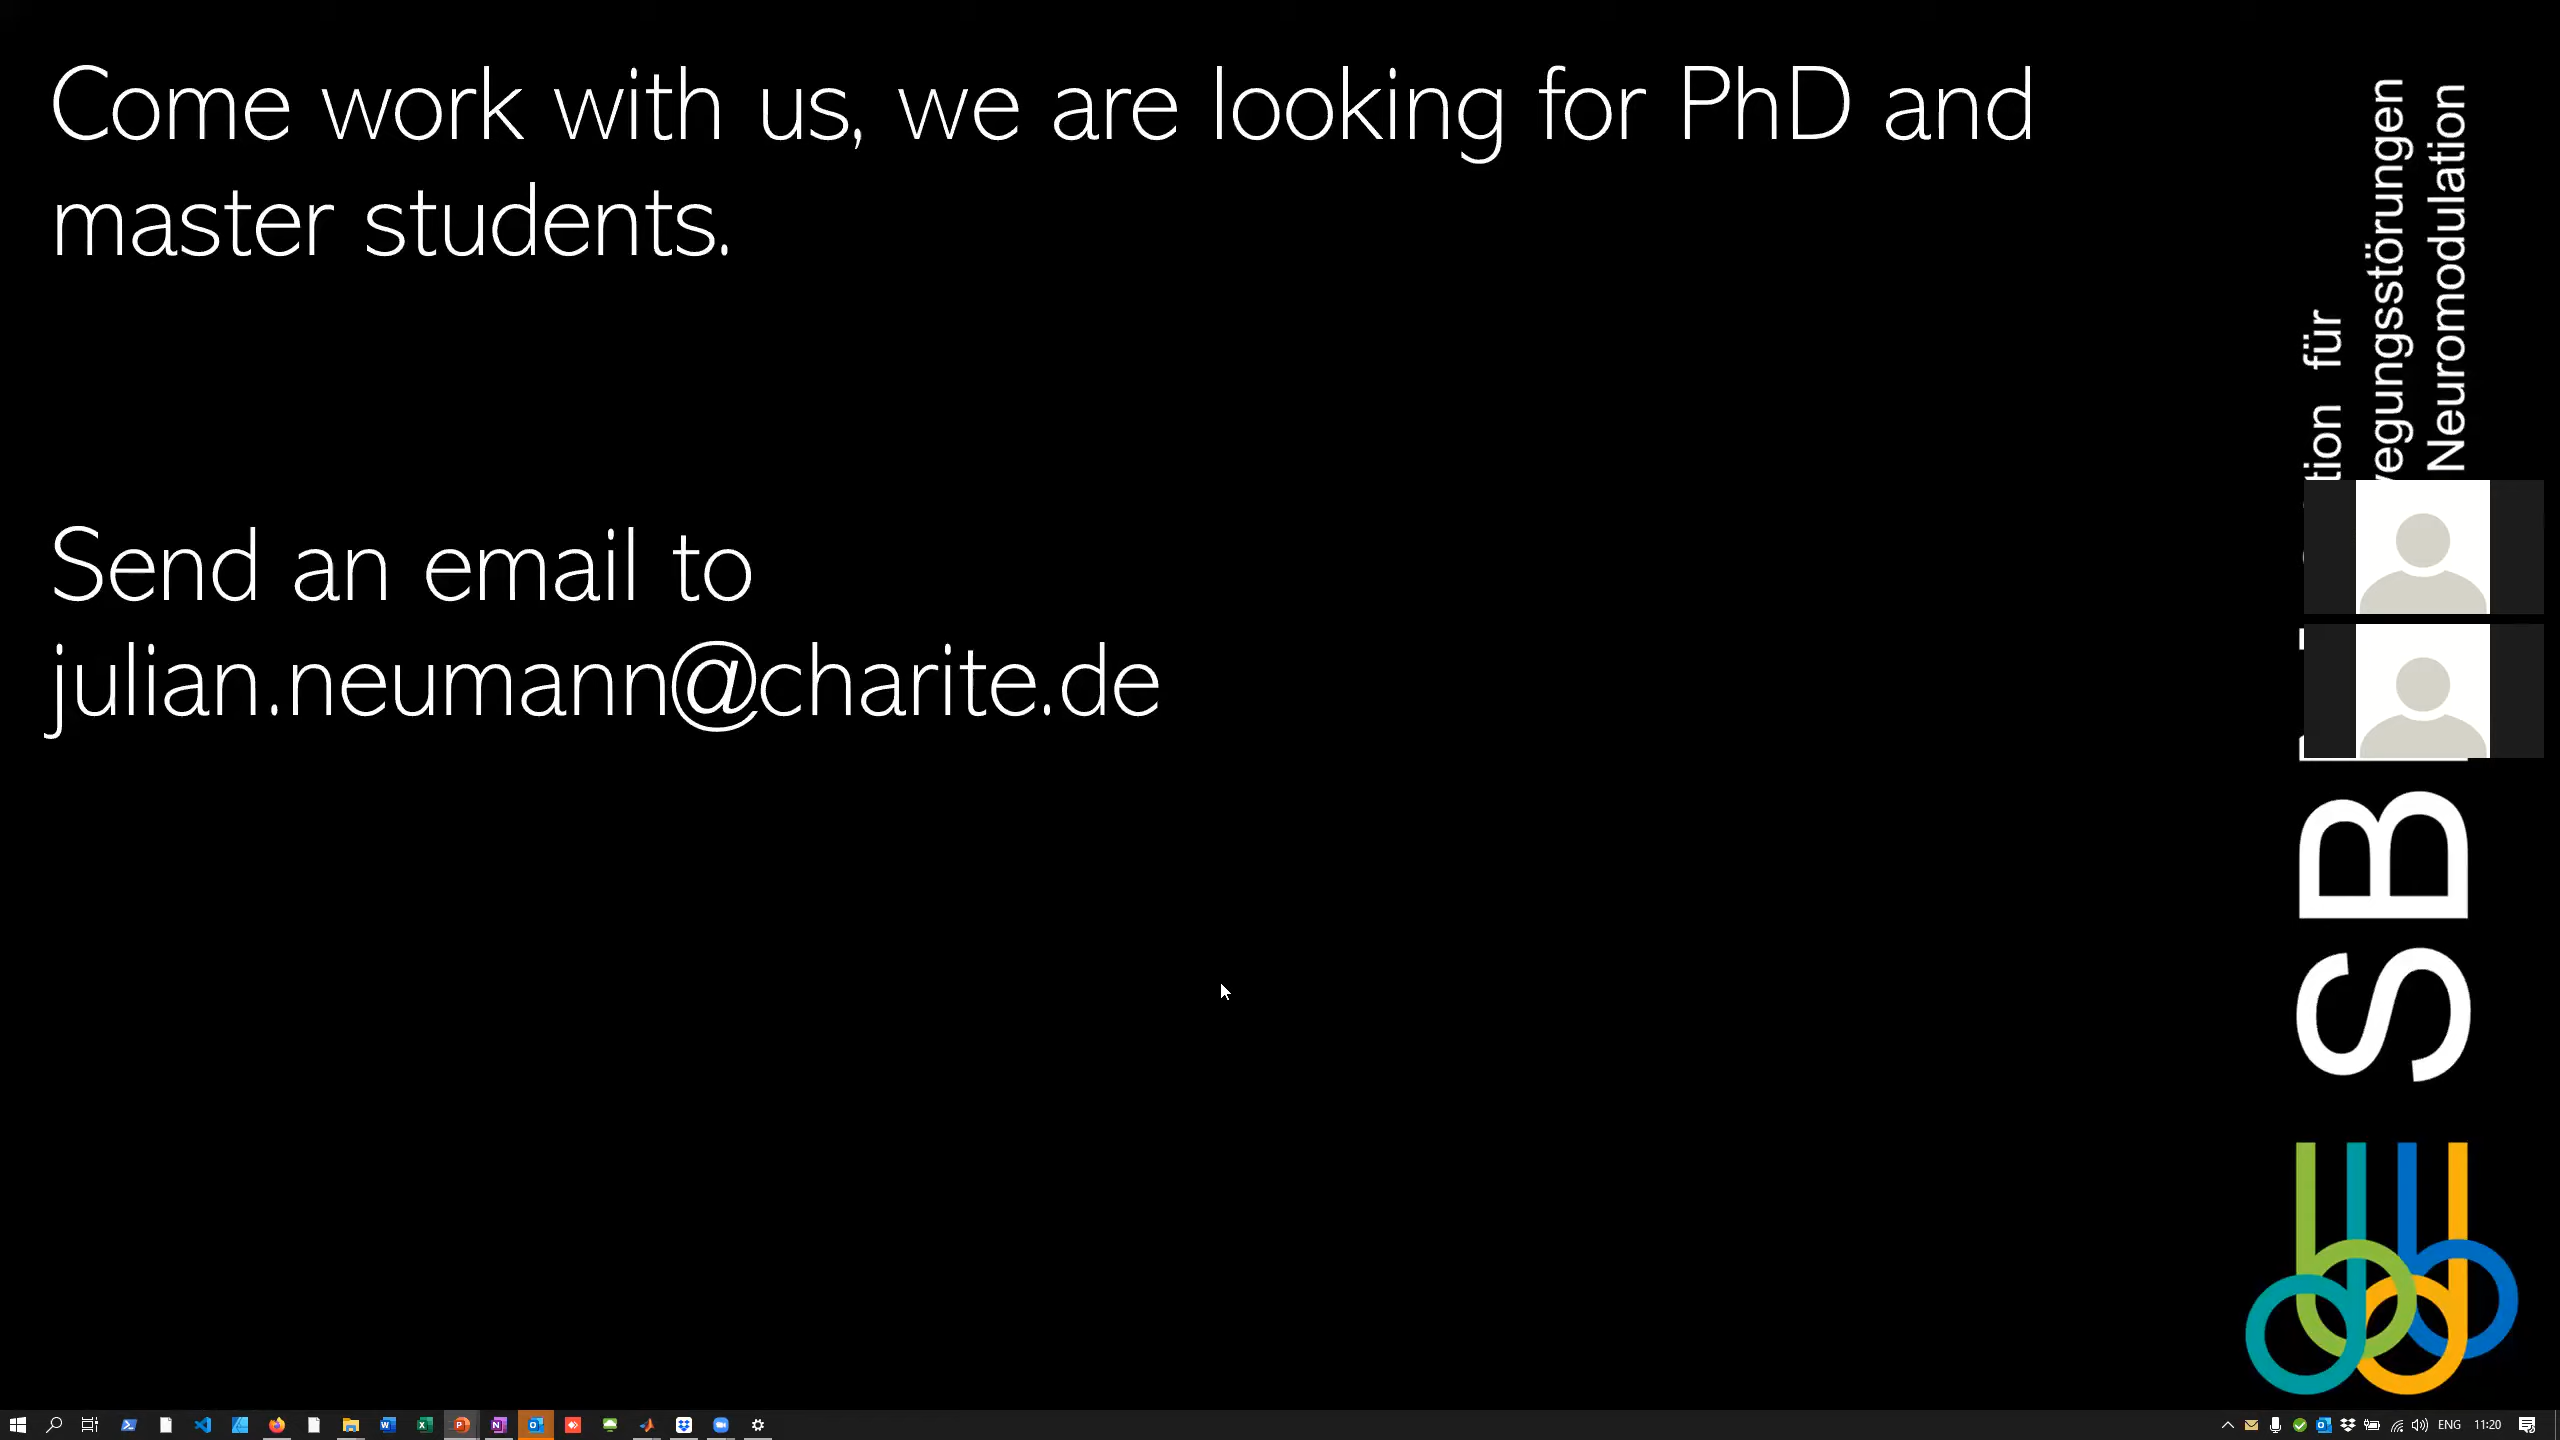 Come work with us, we are looking for PhD and
master students.
Send an email to
julian.neumann@charite.de
für
Neuromodulation
SB
ENG
11:20